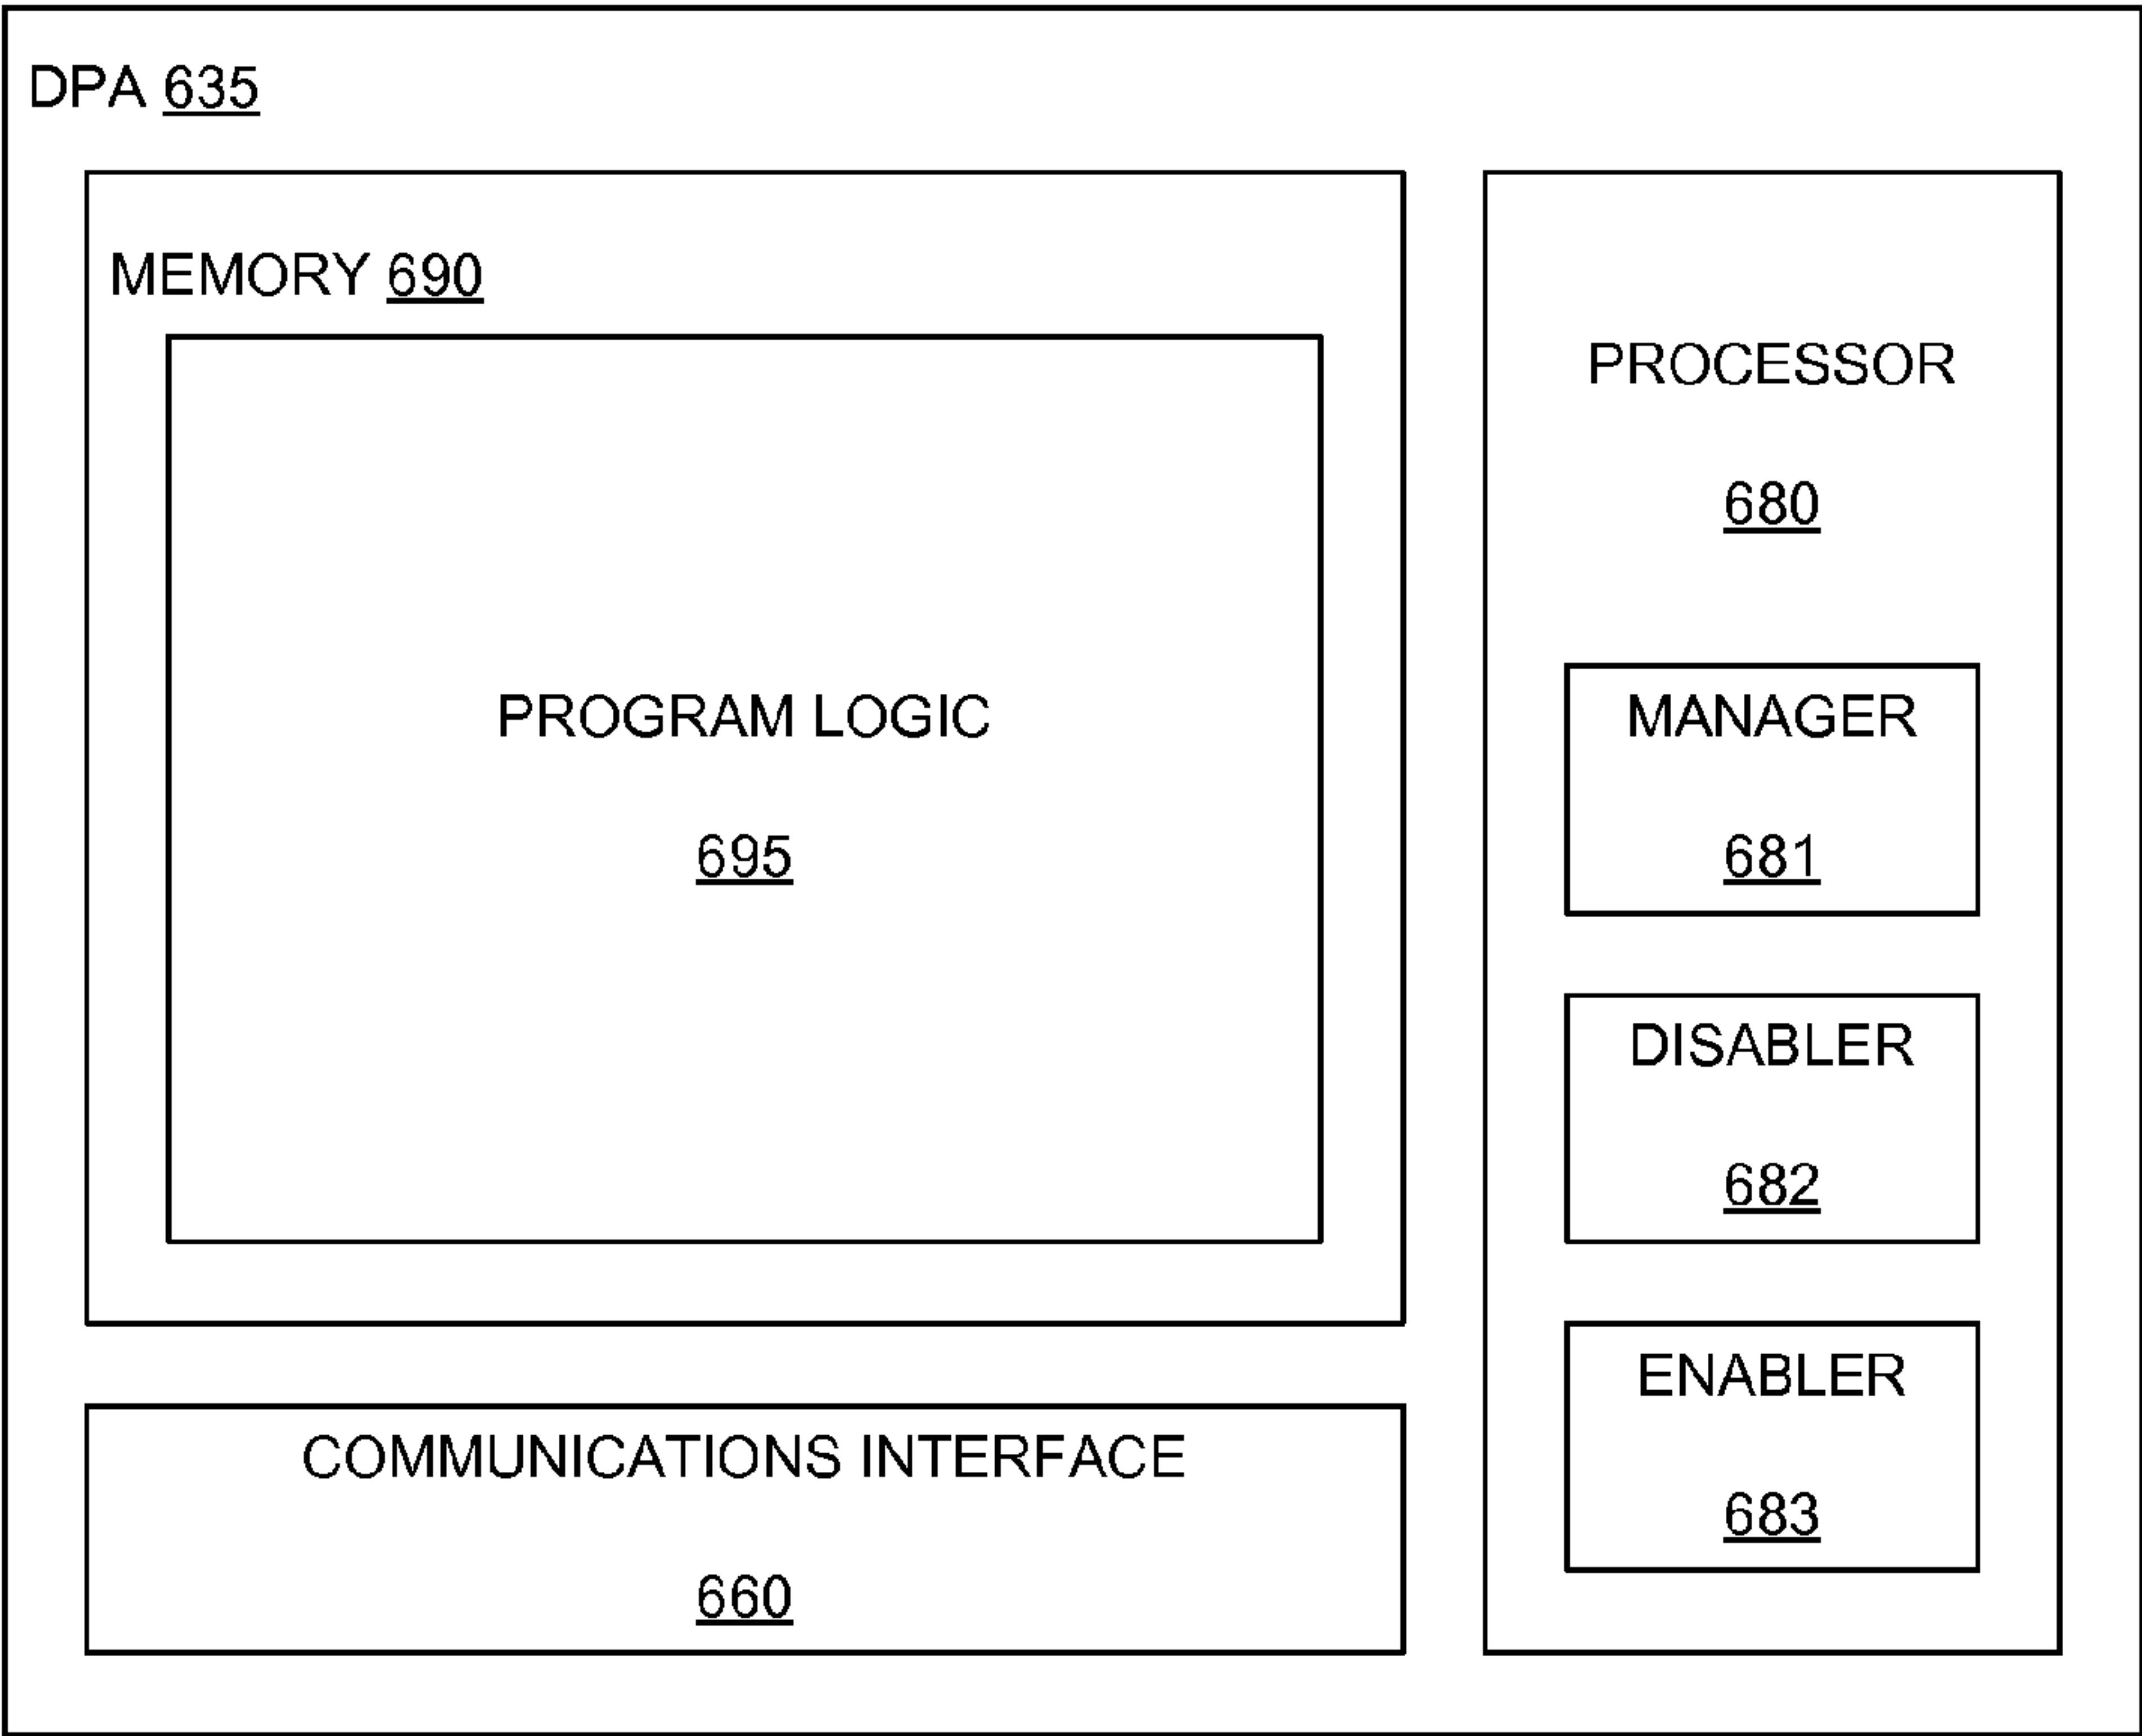 DPA 635
MEMORY 690
PROGRAM LOGIC
695
COMMUNICATIONS INTERFACE
660
PROCESSOR
680
MANAGER
681
DISABLER
682
ENABLER
683